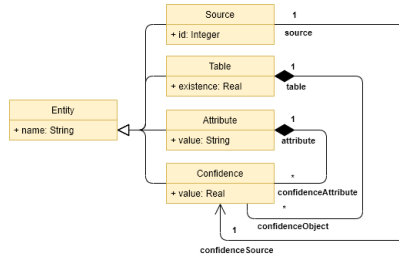 Source
+ id: Integer
1
source
Table
+ existence: Real
1
table
Entity
+ name: String
Attribute
+ value: String
1
attribute
Confidence
+ value: Real
*
confidenceAttribute
*
confidenceObject
1
confidenceSource